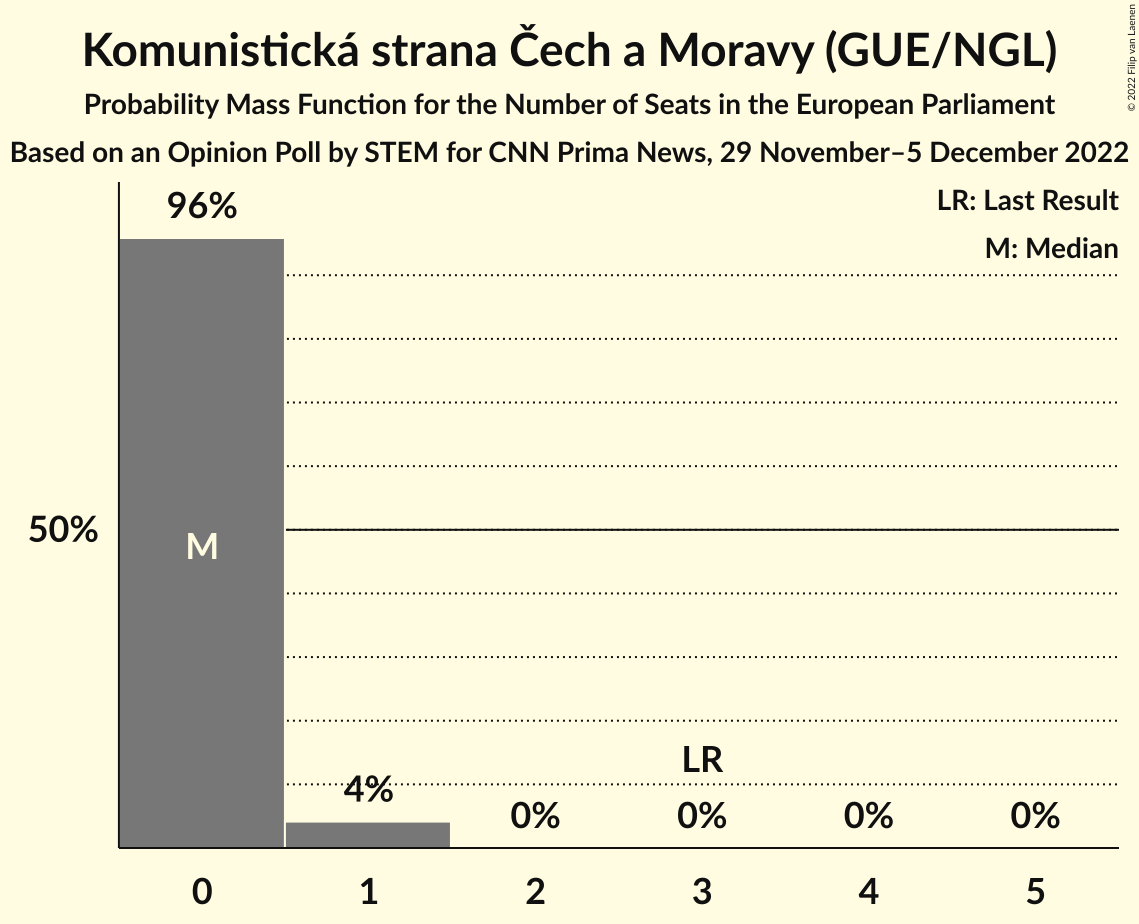 Komunistická strana Čech a Moravy (GUE/NGL)
Probability Mass Function for the Number of Seats in the European Parliament
Based on an Opinion Poll by STEM for CNN Prima News, 29 November–5 December 2022
© 2022 Filip van Laenen
LR: Last Result
M: Median
96%
50%
M
LR
4%
0%
0%
0%
0%
0
1
2
3
4
5